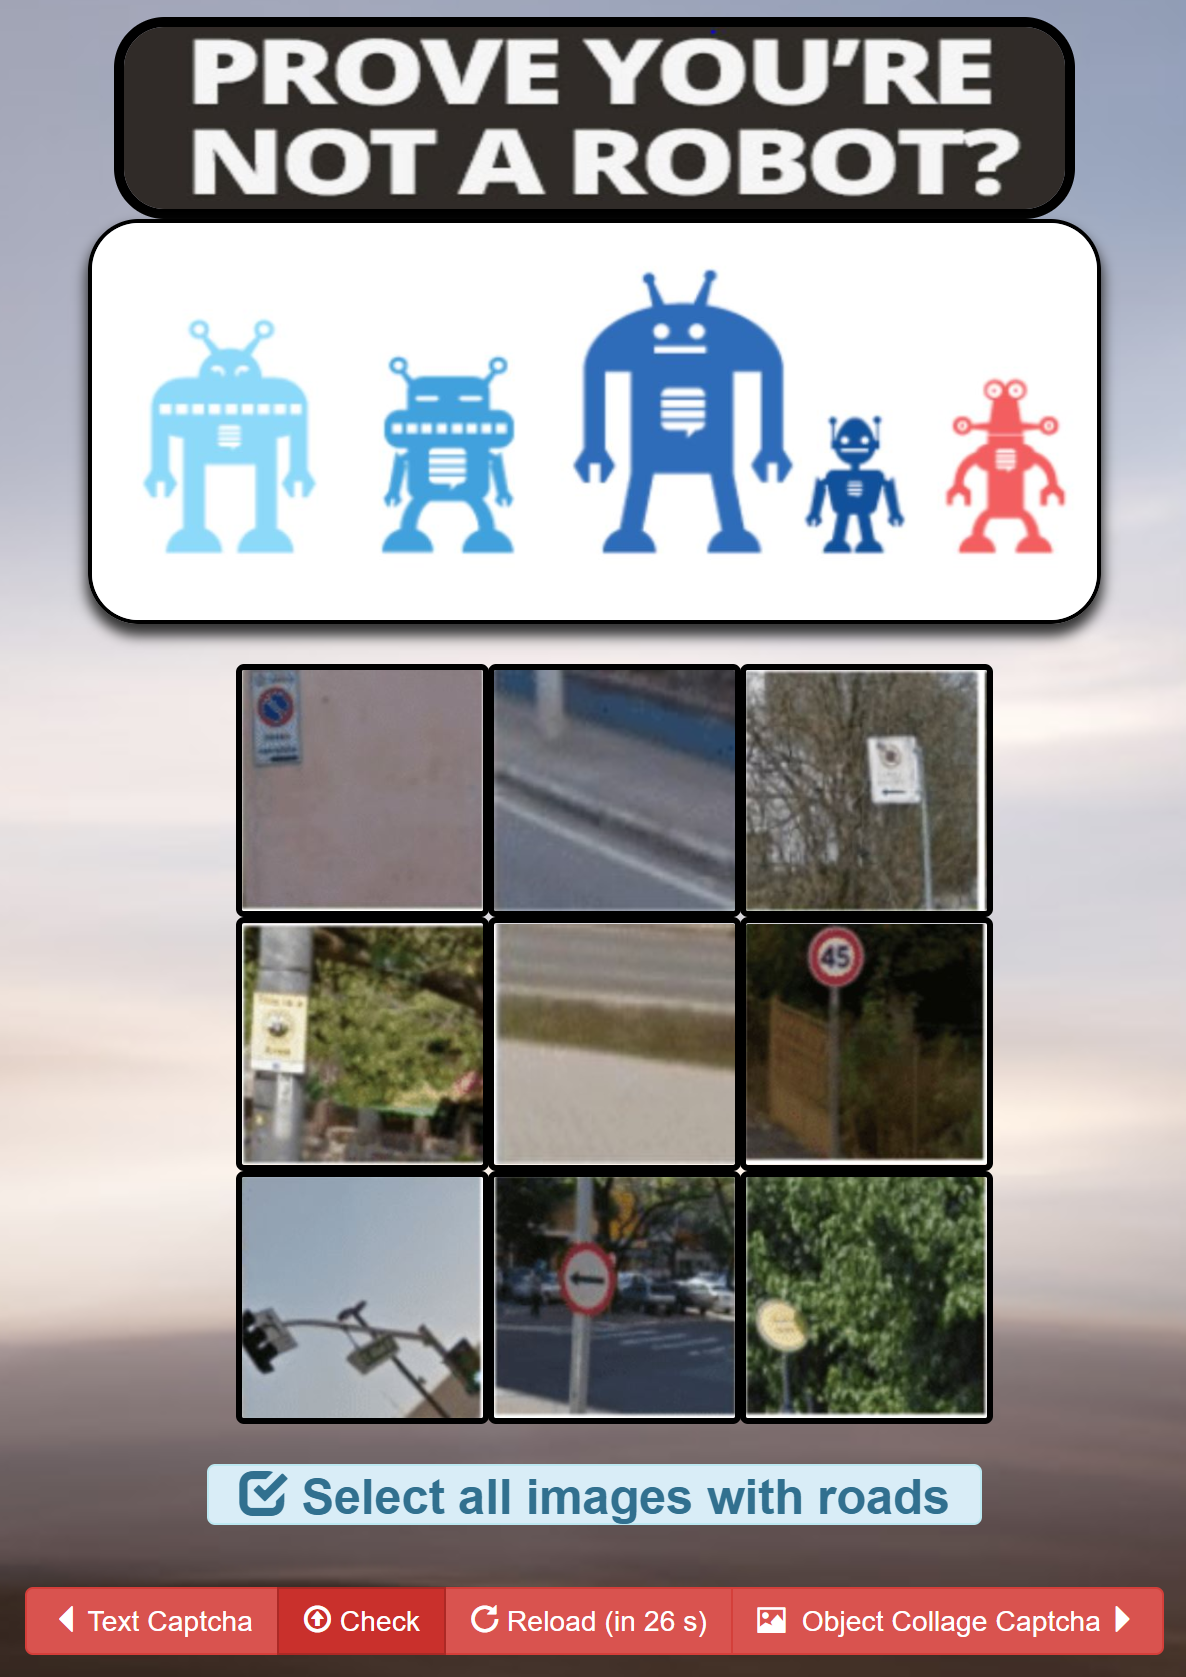 PROVE YOU'RE
NOT A ROBOT?
45
Select all images with roads
Text Captcha
Check
Reload (in 26 s)
Object Collage Captcha